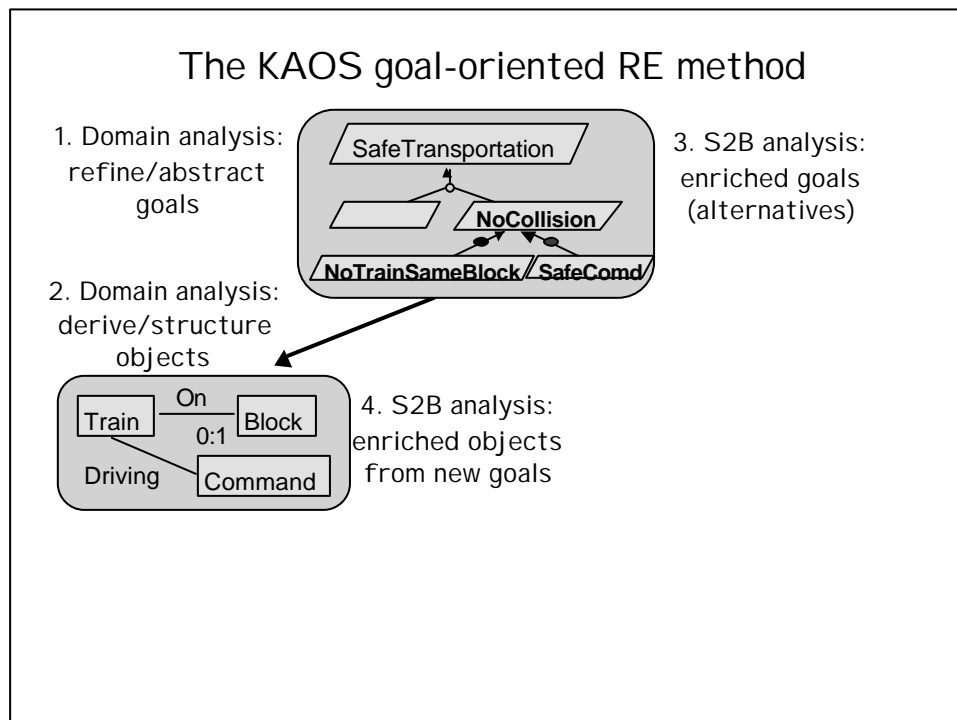 The KAOS goal-oriented RE method
1. Domain analysis:
refine/abstract
goals
SafeTransportation
NoCollision
NoTrainSameBlock
SafeComd
3. S2B analysis:
enriched goals
(alternatives)
2. Domain analysis:
derive/structure
objects
Train
On
0:1
Block
Driving
Command
4. S2B analysis:
enriched objects
from new goals